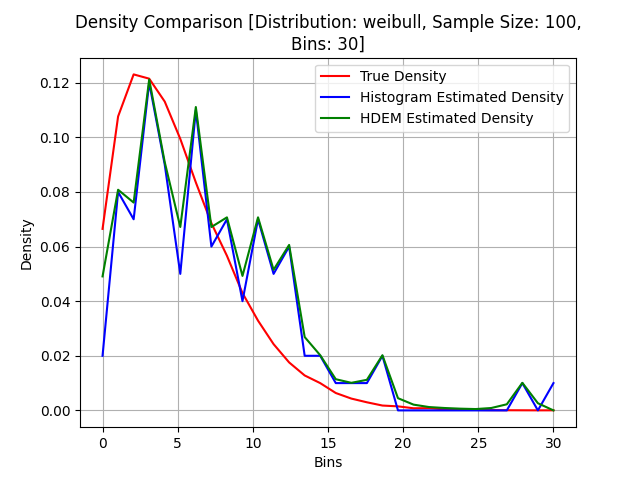 Density Comparison [Distribution: weibull, Sample Size: 100,
Bins: 30]
True Density
Histogram Estimated Density
HDEM Estimated Density
Density
0.12
0.10
0.08
0.06
0.04
0.02
0.00
0 5 10 15 20 25 30
Bins